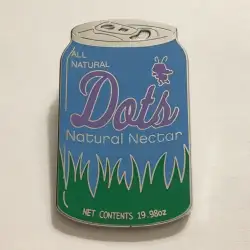 ALL
NATURAL
Dots
Natural Nectar
NET CONTENTS 19.98oz